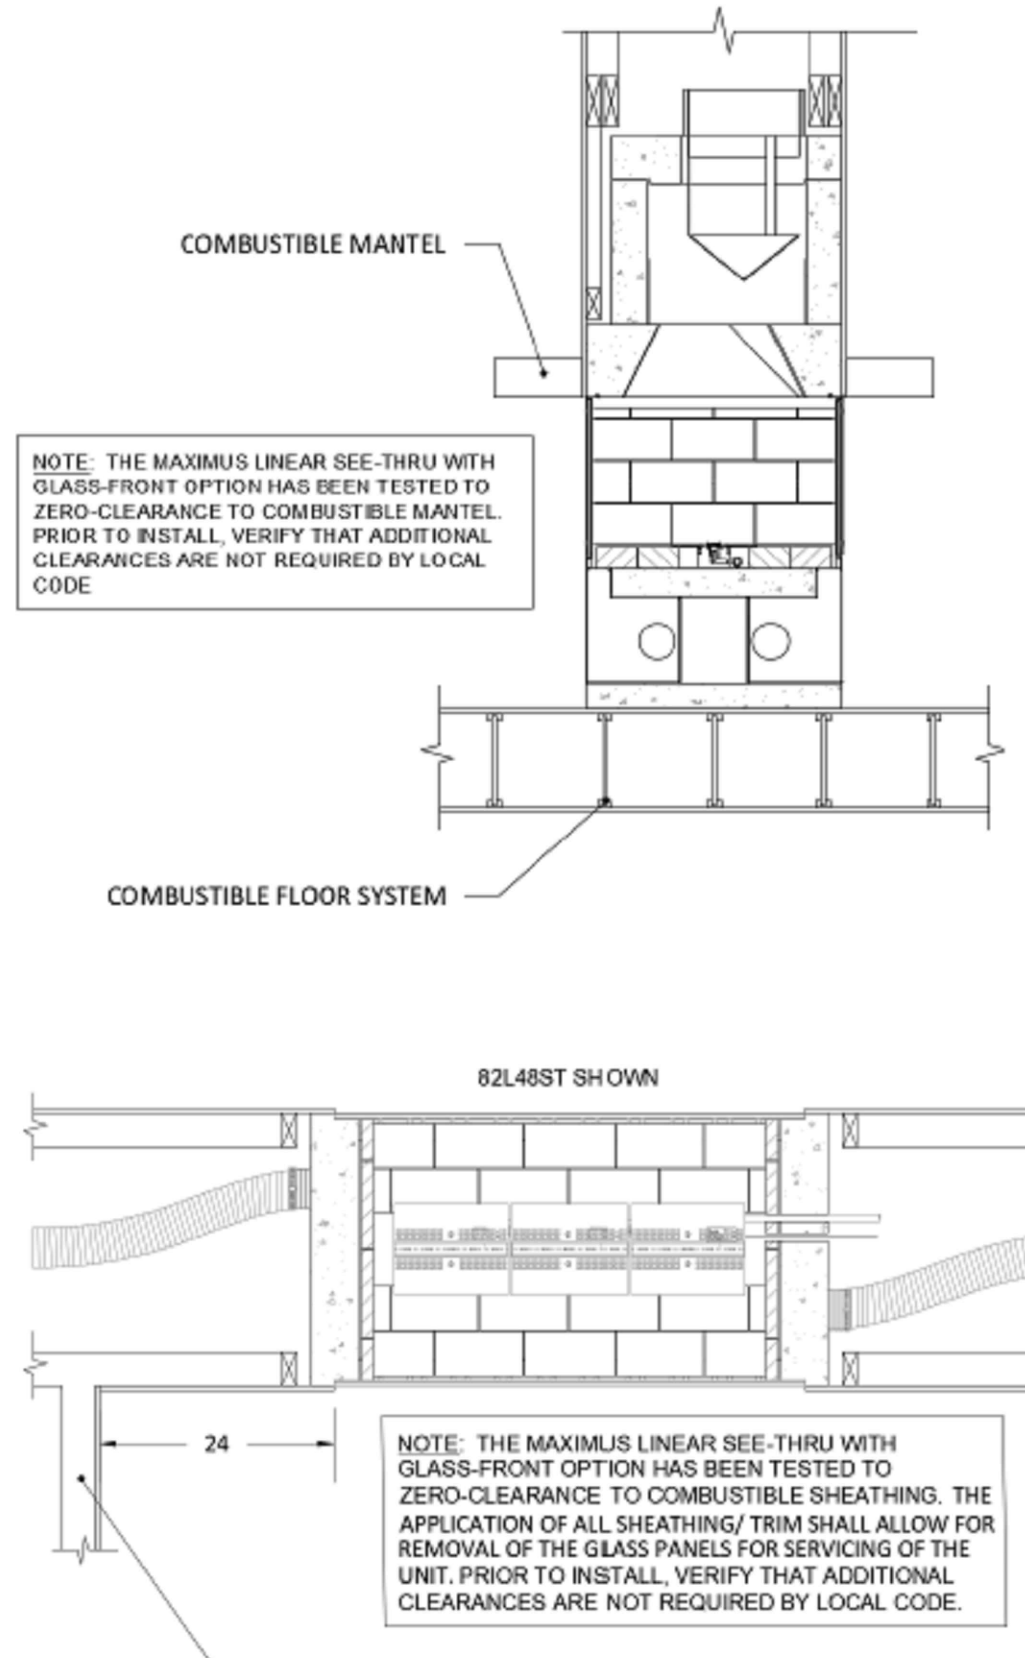 COMBUSTIBLE MANTEL
NOTE: THE MAXIMUS LINEAR SEE-THRU WITH
GLASS-FRONT OPTION HAS BEEN TESTED TO
ZERO-CLEARANCE TO COMBUSTIBLE MANTEL.
PRIOR TO INSTALL, VERIFY THAT ADDITIONAL
CLEARANCES ARE NOT REQUIRED BY LOCAL
CODE
COMBUSTIBLE FLOOR SYSTEM
82L48ST SHOWN
24
NOTE: THE MAXIMUS LINEAR SEE-THRU WITH
GLASS-FRONT OPTION HAS BEEN TESTED TO
ZERO-CLEARANCE TO COMBUSTIBLE SHEATHING. THE
APPLICATION OF ALL SHEATHING/ TRIM SHALL ALLOW FOR
REMOVAL OF THE GLASS PANELS FOR SERVICING OF THE
UNIT. PRIOR TO INSTALL, VERIFY THAT ADDITIONAL
CLEARANCES ARE NOT REQUIRED BY LOCAL CODE.